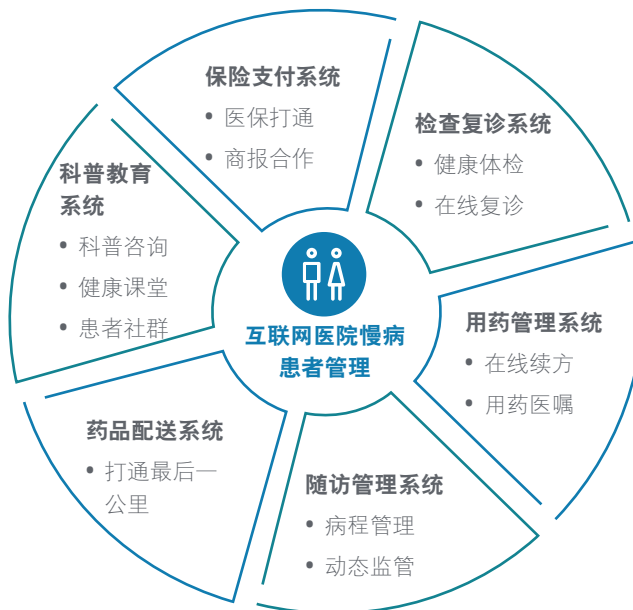 保险支付系统
• 医保打通
• 商报合作
检查复诊系统
• 健康体检
• 在线复诊
科普教育
系统
• 科普咨询
• 健康课堂
• 患者社群
互联网医院慢病
患者管理
用药管理系统
• 在线续方
• 用药医嘱
药品配送系统
• 打通最后一
公里
随访管理系统
• 病程管理
• 动态监管